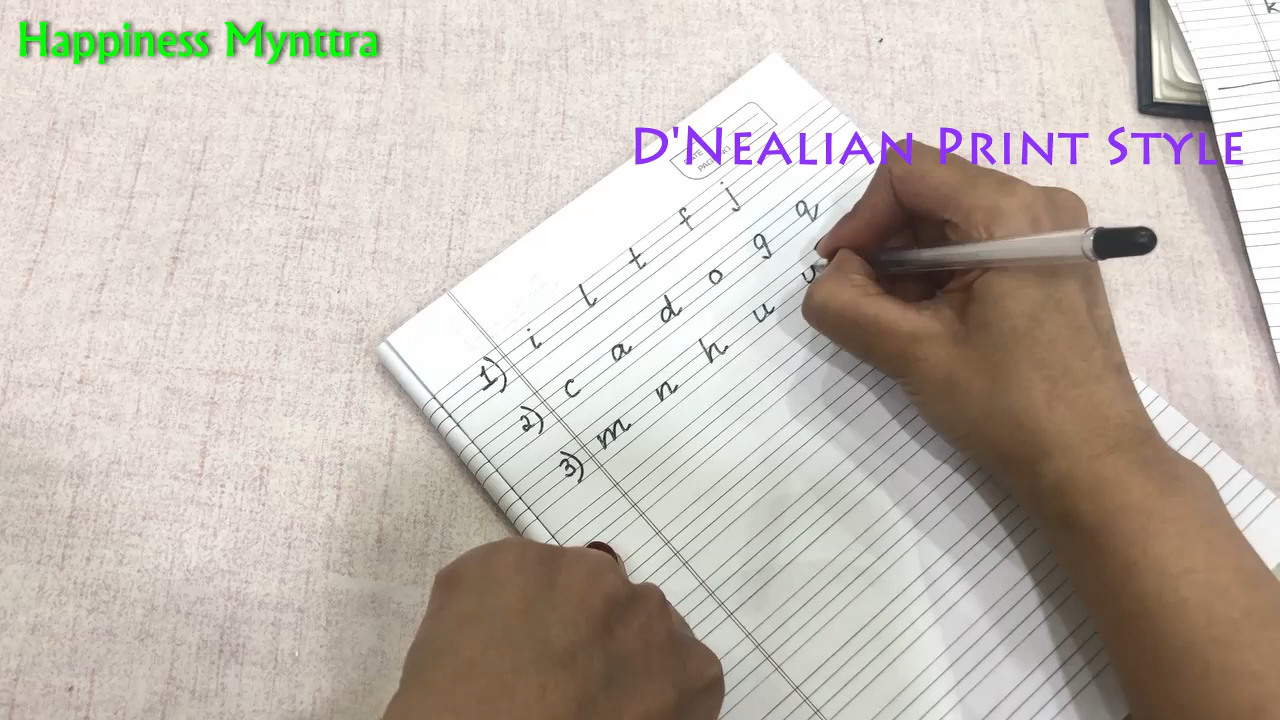 Happiness Mynttra
D'Nealian Print Style
1) i l t f j
2) c a d o g q
3) m n h u